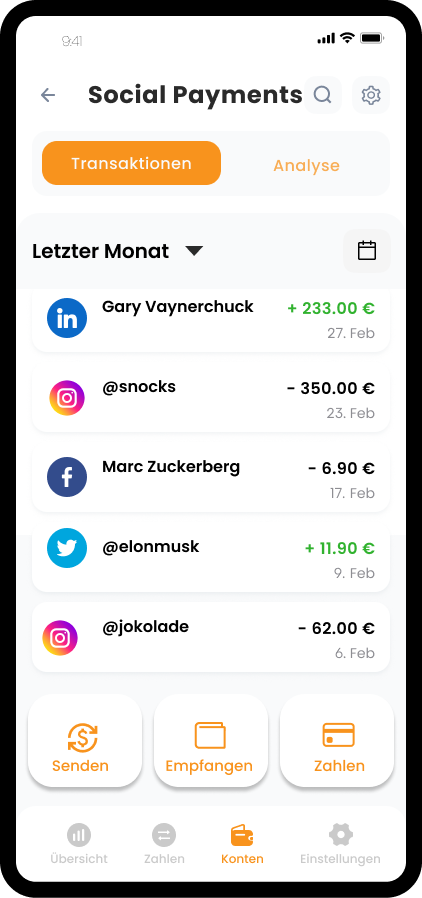 9:41
Social Payments
Transaktionen Analyse
Letzter Monat
Gary Vaynerchuck + 233.00 €
27. Feb
@snocks - 350.00 €
23. Feb
Marc Zuckerberg - 6.90 €
17. Feb
@elonmusk + 11.90 €
9. Feb
@jokolade - 62.00 €
6. Feb
Senden Empfangen Zahlen
Übersicht Zahlen Konten Einstellungen